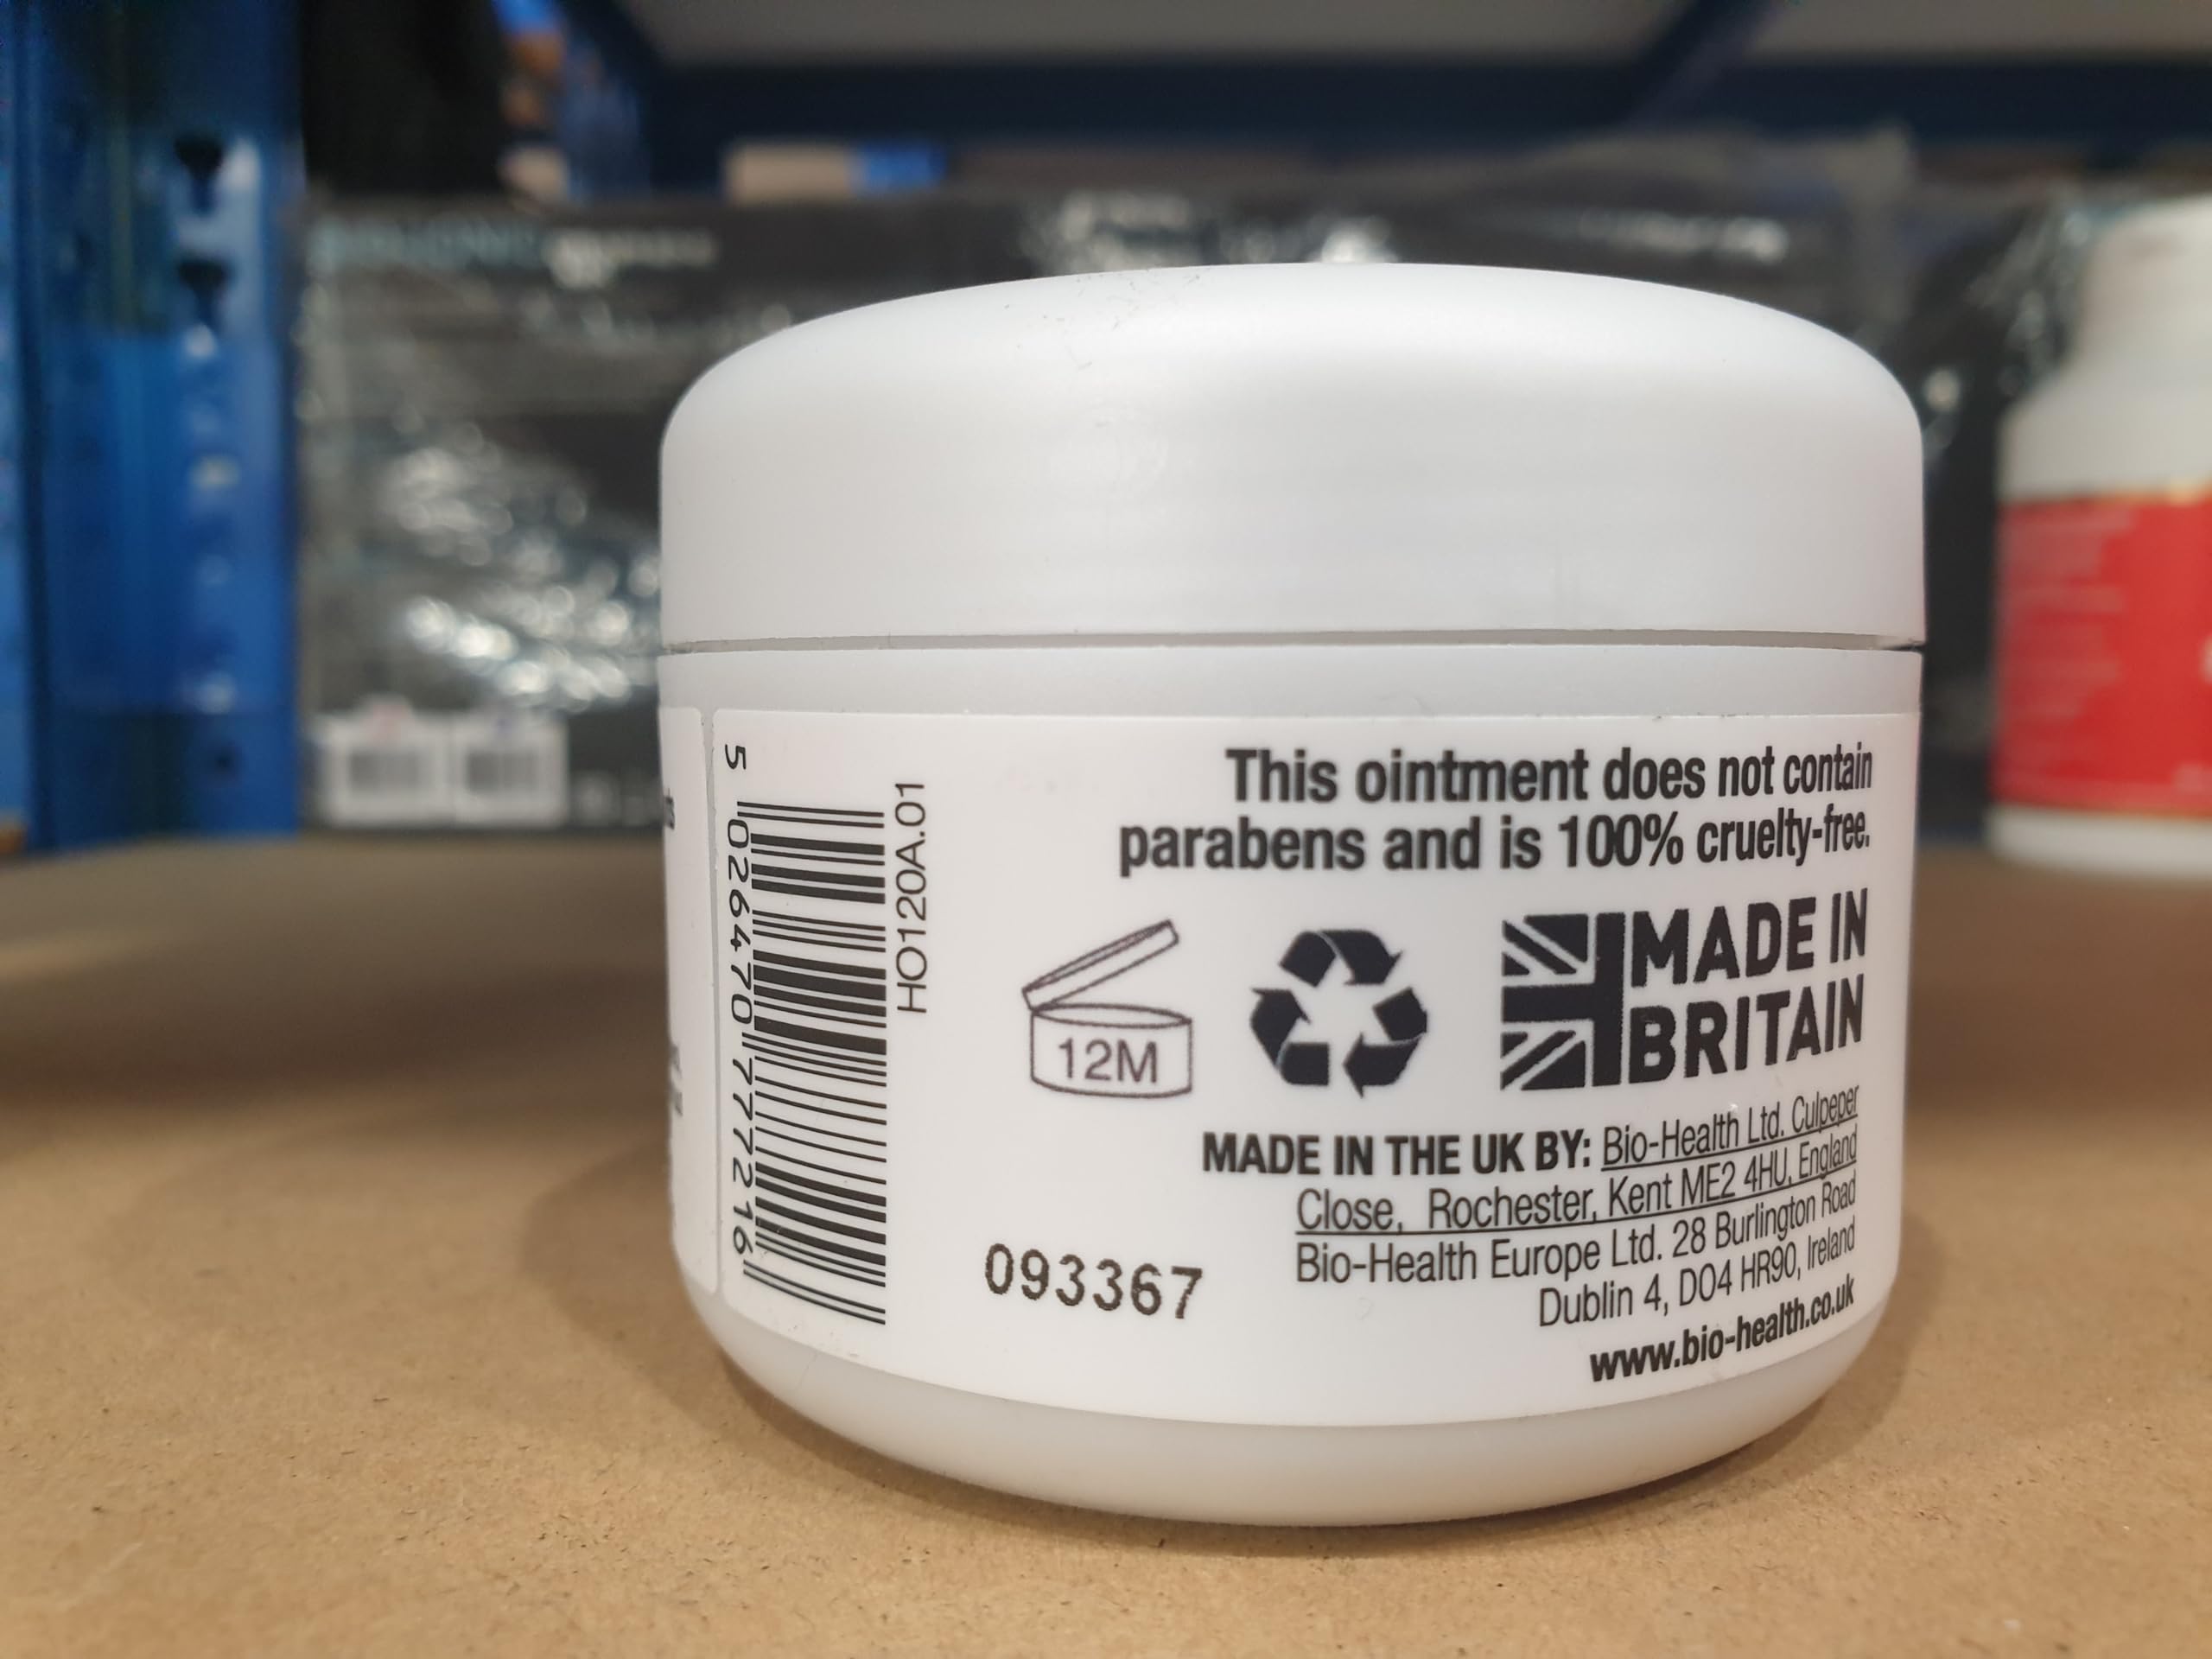 5 026470 777216
HO120A.01
This ointment does not contain
parabens and is 100% cruelty-free.
12M
MADE IN
BRITAIN
MADE IN THE UK BY: Bio-Health Ltd. Culpeper
Close, Rochester, Kent ME2 4HU, England
Bio-Health Europe Ltd. 28 Burlington Road
Dublin 4, DO4 HR90, Ireland
www.bio-health.co.uk
093367